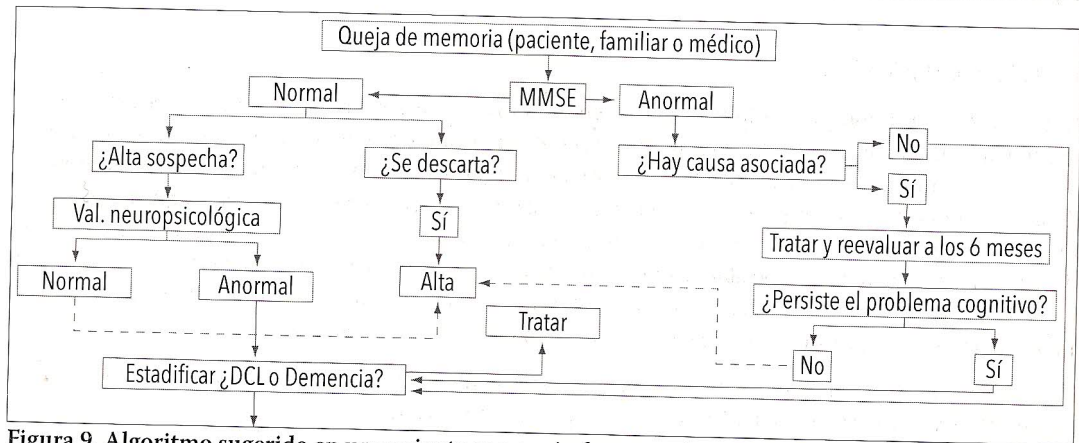 Queja de memoria (paciente, familiar o médico)
Normal
MMSE
Anormal
¿Alta sospecha?
¿Se descarta?
¿Hay causa asociada?
No
Sí
Val. neuropsicológica
Sí
Tratar y reevaluar a los 6 meses
Normal
Anormal
Alta
¿Persiste el problema cognitivo?
Tratar
No
Sí
Estadificar ¿DCL o Demencia?
Figura 9. Algoritmo sugerido en un